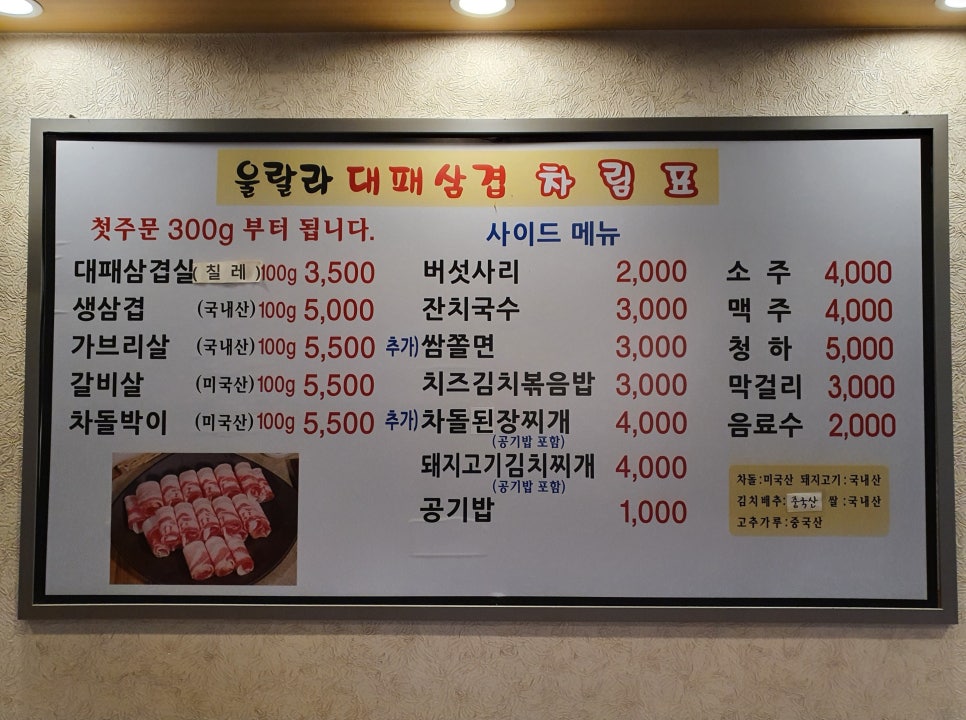 울랄라 대패삼겹 차림표
첫주문 300g 부터 됩니다.
대패삼겹살(칠레)100g 3,500
생삼겹 (국내산)100g 5,000
가브리살 (국내산)100g 5,500
갈비살 (미국산)100g 5,500
차돌박이 (미국산)100g 5,500
사이드 메뉴
버섯사리 2,000
잔치국수 3,000
추가)쌈쫄면 3,000
치즈김치볶음밥 3,000
추가)차돌된장찌개 4,000
(공기밥 포함)
돼지고기김치찌개 4,000
(공기밥 포함)
공기밥 1,000
소주 4,000
맥주 4,000
청하 5,000
막걸리 3,000
음료수 2,000
차돌:미국산 돼지고기:국내산
김치배추:중국산 쌀:국내산
고추가루:중국산